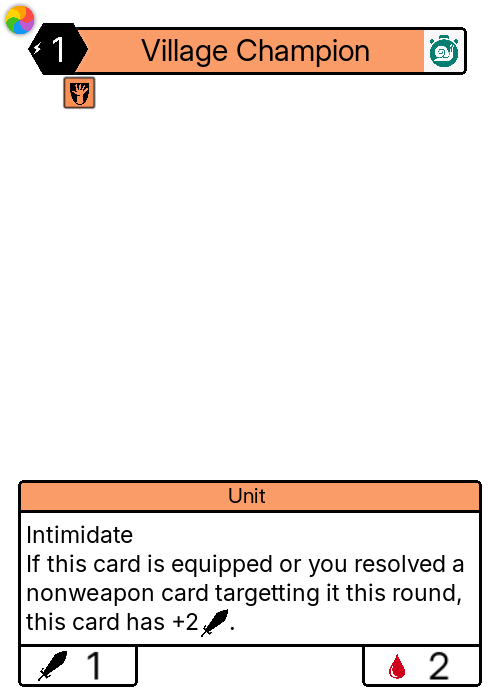 1 Village Champion
Unit
Intimidate
If this card is equipped or you resolved a
nonweapon card targetting it this round,
this card has +2.
1
2